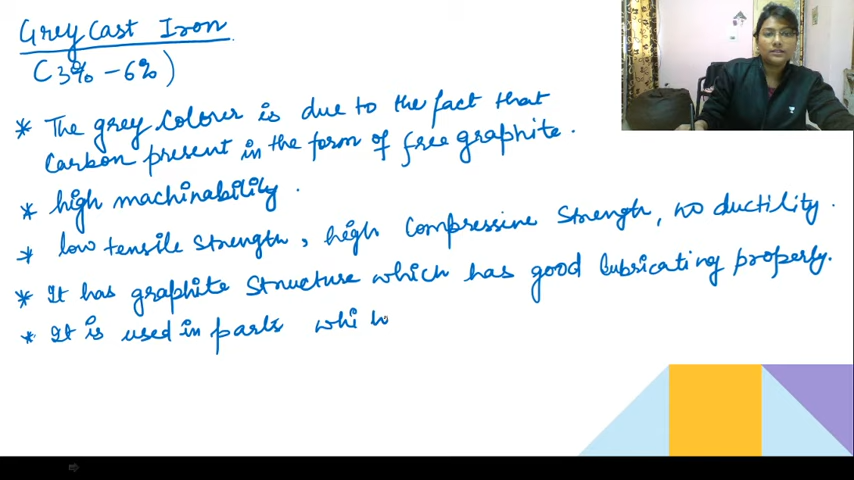 Grey Cast Iron
(3% - 6%)
* The grey colour is due to the fact that
carbon present in the form of free graphite.
* high machinability.
* low tensile strength, high compressive strength, no ductility.
* It has graphite structure which has good lubricating property.
* It is used in parts whi